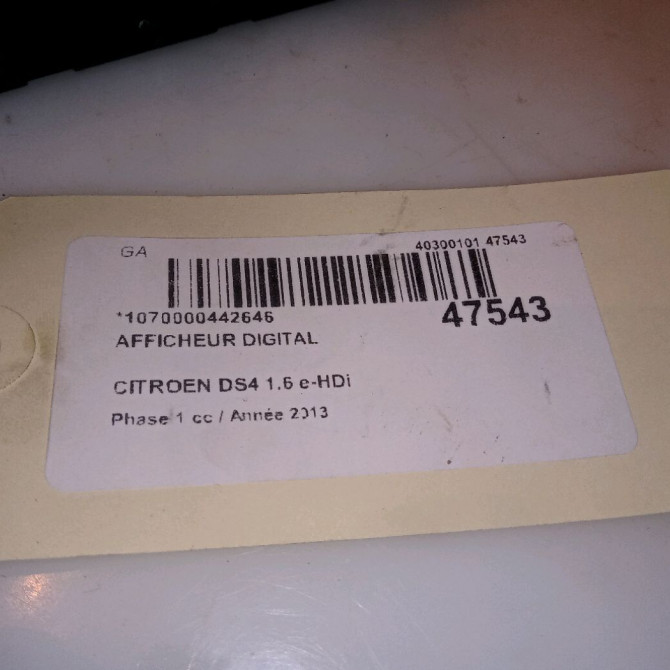 GA
40300101 47543
*1070000442646
47543
AFFICHEUR DIGITAL
CITROEN DS4 1.6 e-HDi
Phase 1 cc / Année 2013